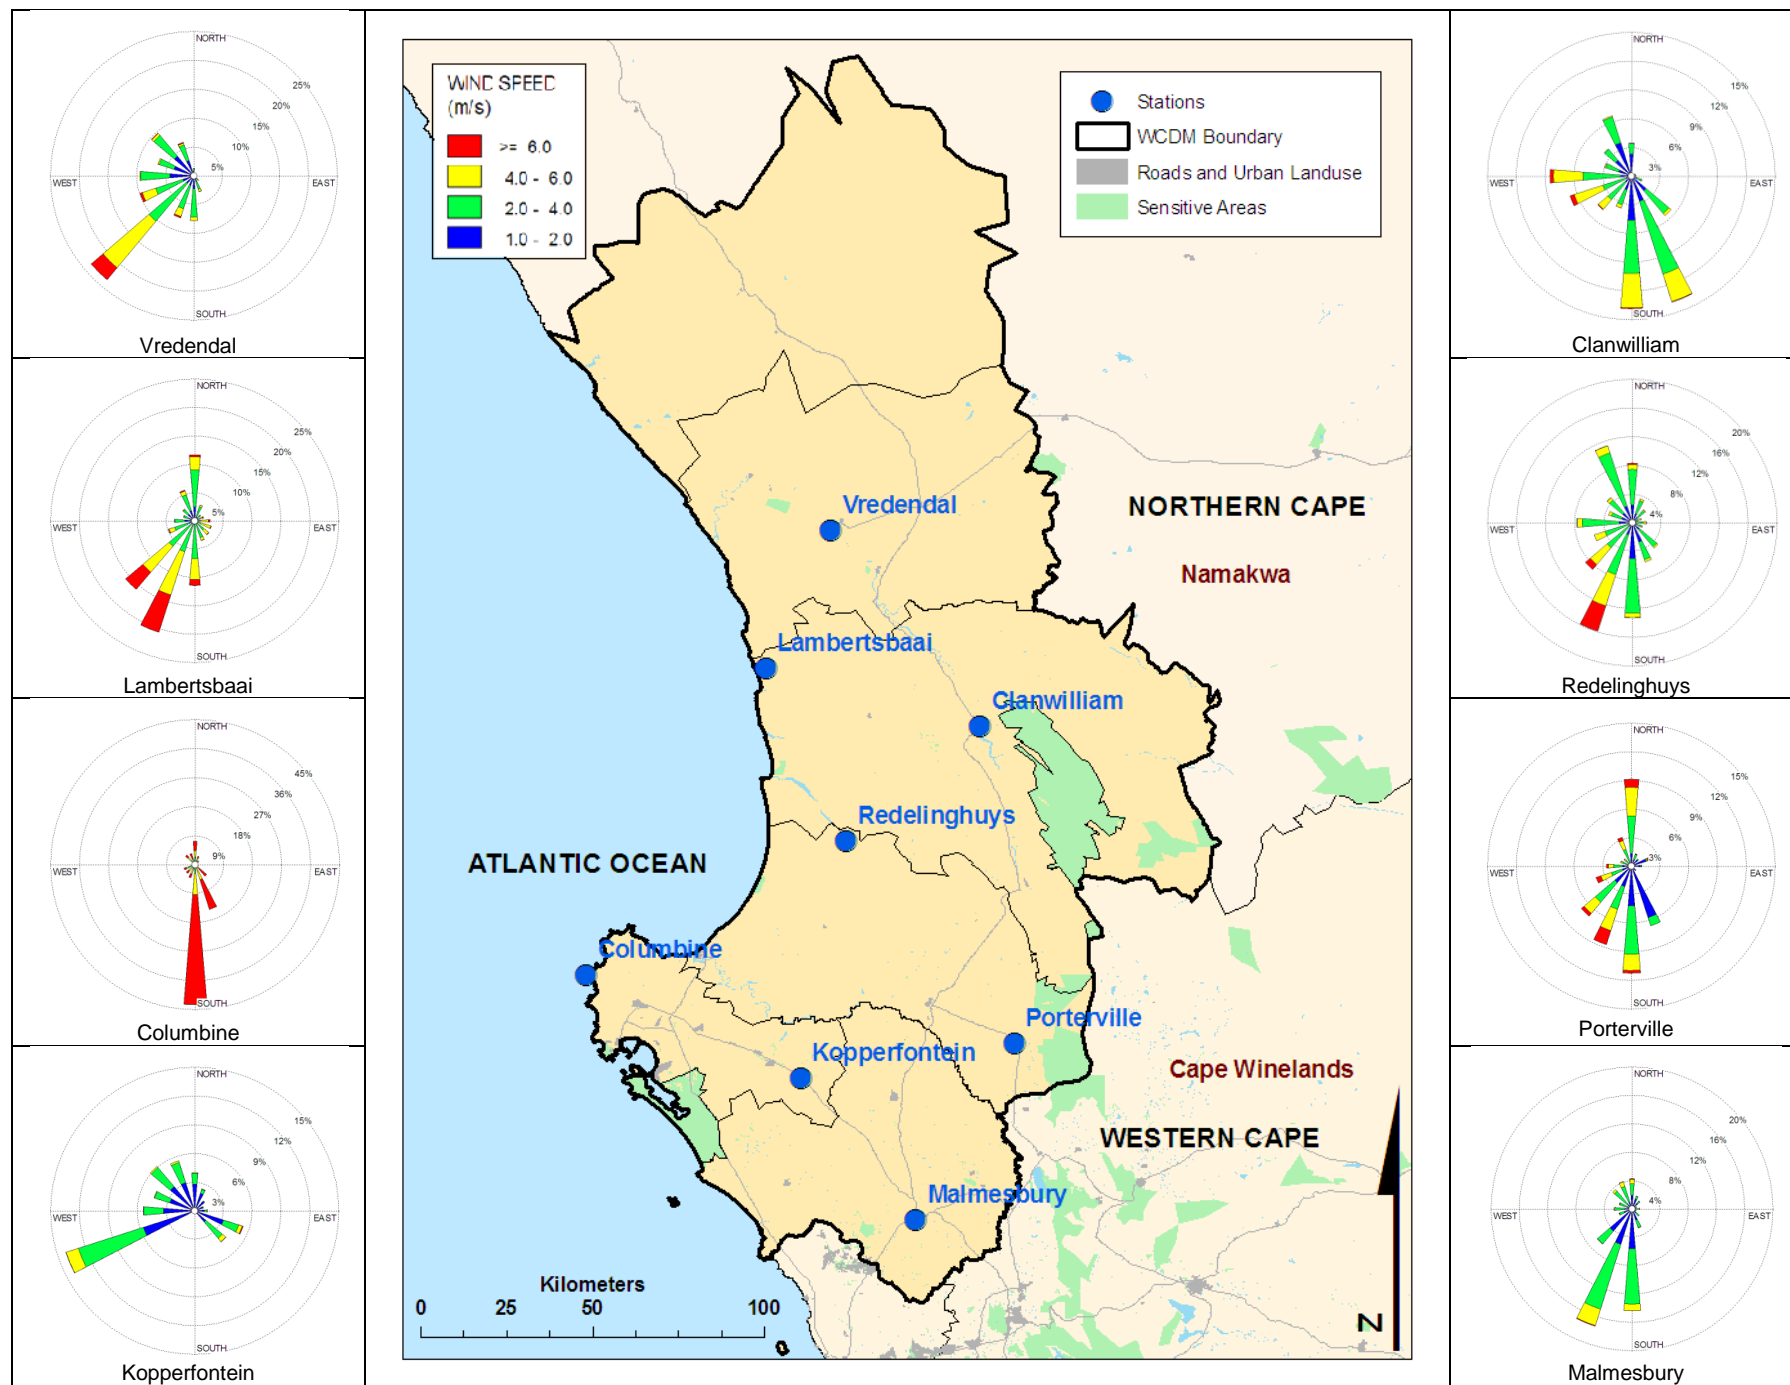 NORTH
25%
20%
15%
10%
5%
WEST
EAST
SOUTH
Vredendal
NORTH
25%
20%
15%
10%
5%
WEST
EAST
SOUTH
Lambertsbaai
NORTH
45%
36%
27%
18%
9%
WEST
EAST
SOUTH
Columbine
NORTH
15%
12%
9%
6%
3%
WEST
EAST
SOUTH
Kopperfontein
WIND SPEED
(m/s)
>= 6.0
4.0 - 6.0
2.0 - 4.0
1.0 - 2.0
Stations
WCDM Boundary
Roads and Urban Landuse
Sensitive Areas
Vredendal
NORTHERN CAPE
Namakwa
Lambertsbaai
Clanwilliam
Redelinghuys
ATLANTIC OCEAN
Columbine
Porterville
Kopperfontein
Cape Winelands
WESTERN CAPE
Malmesbury
Kilometers
0 25 50 100
N
NORTH
15%
12%
9%
6%
3%
WEST
EAST
SOUTH
Clanwilliam
NORTH
20%
16%
12%
8%
4%
WEST
EAST
SOUTH
Redelinghuys
NORTH
15%
12%
9%
6%
3%
WEST
EAST
SOUTH
Porterville
NORTH
20%
16%
12%
8%
4%
WEST
EAST
SOUTH
Malmesbury